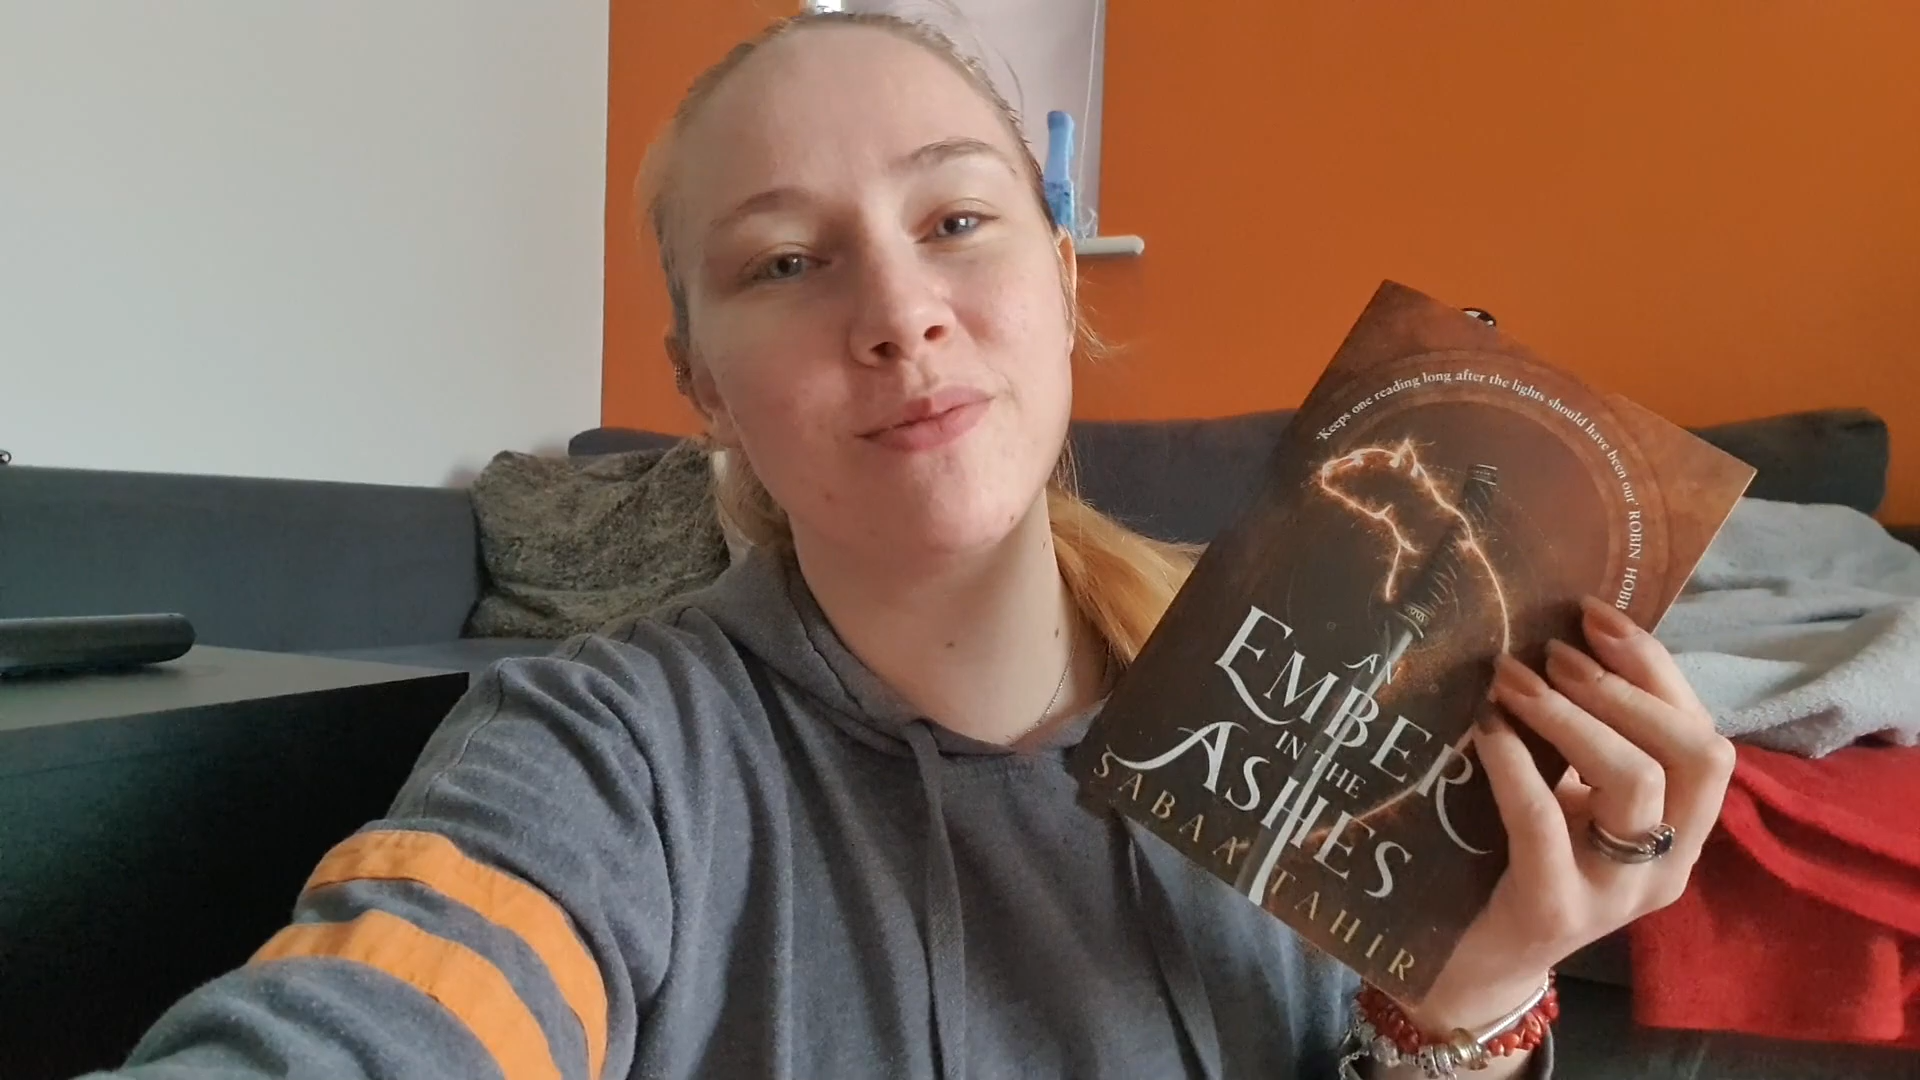 'Keeps one reading long after the lights should have been out' ROBIN HOBB
AN
EMBER
IN THE
ASHES
SABAA TAHIR